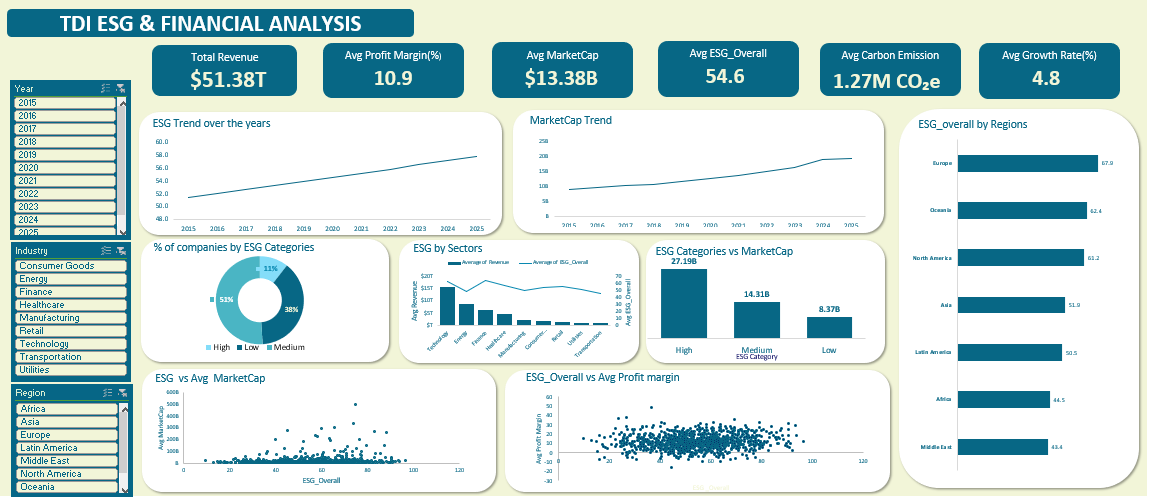 TDI ESG & FINANCIAL ANALYSIS
Total Revenue
$51.38T
Avg Profit Margin(%)
10.9
Avg MarketCap
$13.38B
Avg ESG_Overall
54.6
Avg Carbon Emission
1.27M CO₂e
Avg Growth Rate(%)
4.8
Year
2015
2016
2017
2018
2019
2020
2021
2022
2023
2024
2025
Industry
Consumer Goods
Energy
Finance
Healthcare
Manufacturing
Retail
Technology
Transportation
Utilities
Region
Africa
Asia
Europe
Latin America
Middle East
North America
Oceania
ESG Trend over the years
60.0
58.0
56.0
54.0
52.0
50.0
48.0
2015 2016 2017 2018 2019 2020 2021 2022 2023 2024 2025
MarketCap Trend
25B
20B
15B
10B
5B
B
2015 2016 2017 2018 2019 2020 2021 2022 2023 2024 2025
% of companies by ESG Categories
11%
38%
51%
High Low Medium
ESG by Sectors
Average of Revenue Average of ESG_Overall
Avg Revenue
$20T
$15T
$10T
$5T
$T
70
60
50
40
30
20
10
0
Avg ESG_Overall
Technology
Energy
Finance
Healthcare
Manufacturing
Consumer...
Retail
Utilities
Transportation
ESG Categories vs MarketCap
27.19B
14.31B
8.37B
High Medium Low
ESG Category
ESG vs Avg MarketCap
Avg MarketCap
600B
500B
400B
300B
200B
100B
B
0 20 40 60 80 100 120
ESG_Overall
ESG_Overall vs Avg Profit margin
Avg Profit Margin
60
50
40
30
20
10
0
-10
-20
-30
0 20 40 60 80 100 120
ESG_overall by Regions
Europe 67.9
Oceania 62.4
North America 61.2
Asia 51.9
Latin America 50.5
Africa 44.5
Middle East 43.4